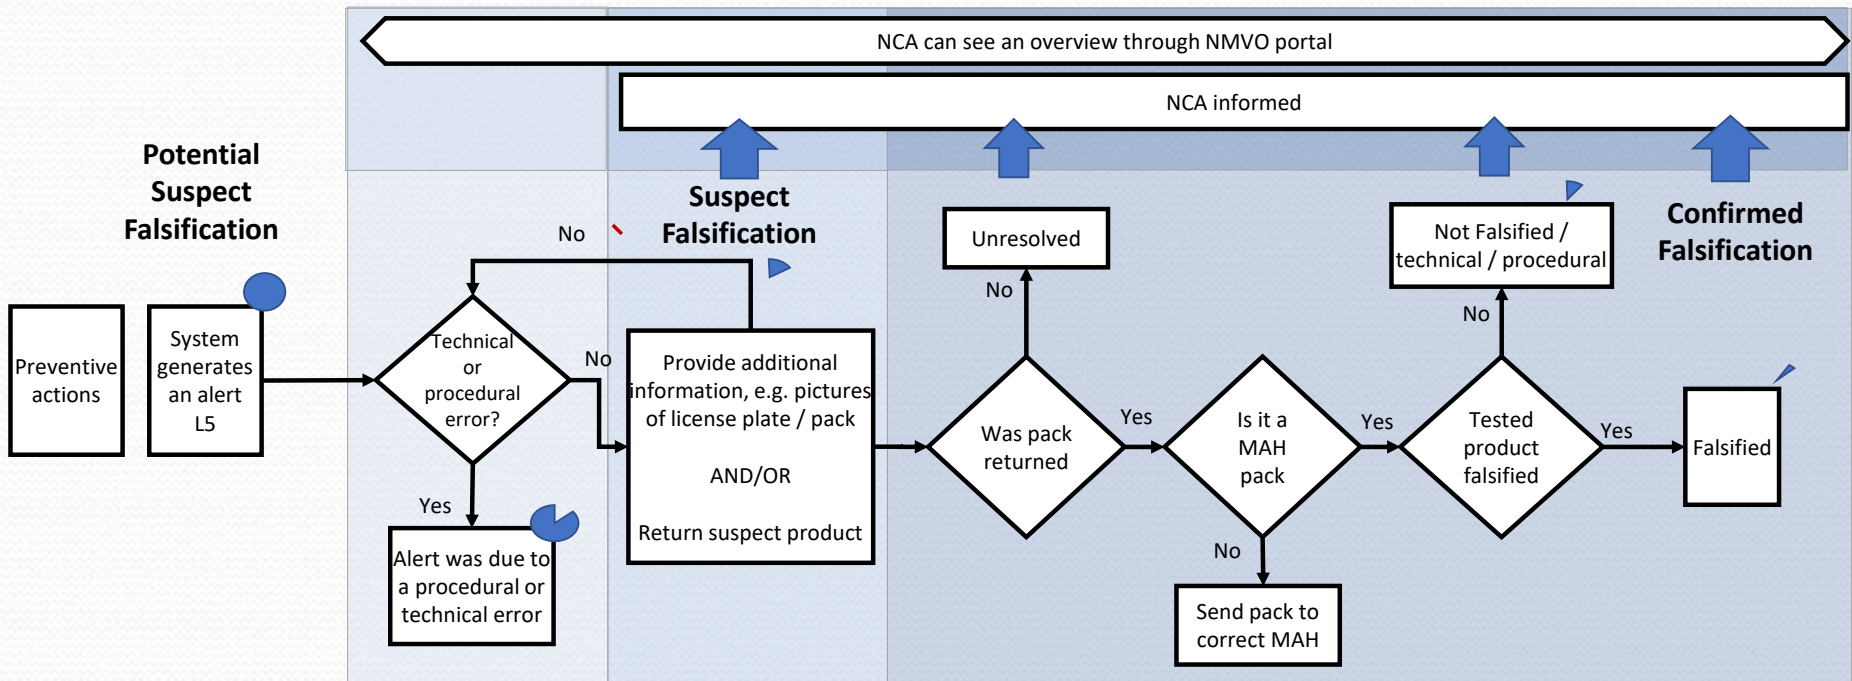 NCA can see an overview through NMVO portal
NCA informed
Potential
Suspect
Falsification
Suspect
Falsification
Confirmed
Falsification
Preventive
actions
System
generates
an alert
L5
Technical
or
procedural
error?
No
No
Yes
Alert was due to
a procedural or
technical error
Provide additional
information, e.g. pictures
of license plate / pack
AND/OR
Return suspect product
Was pack
returned
No
Unresolved
Yes
Is it a
MAH
pack
No
Send pack to
correct MAH
Yes
Tested
product
falsified
No
Not Falsified /
technical / procedural
Yes
Falsified